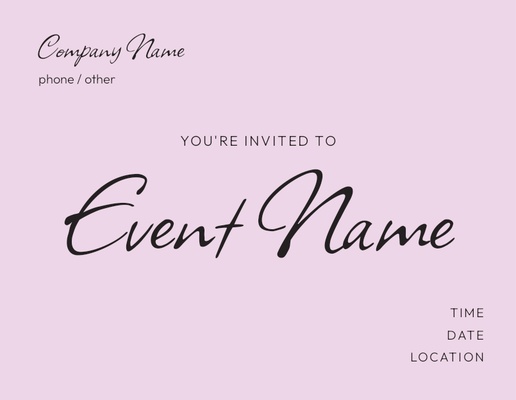 Company Name
phone / other
YOU'RE INVITED TO
Event Name
TIME
DATE
LOCATION